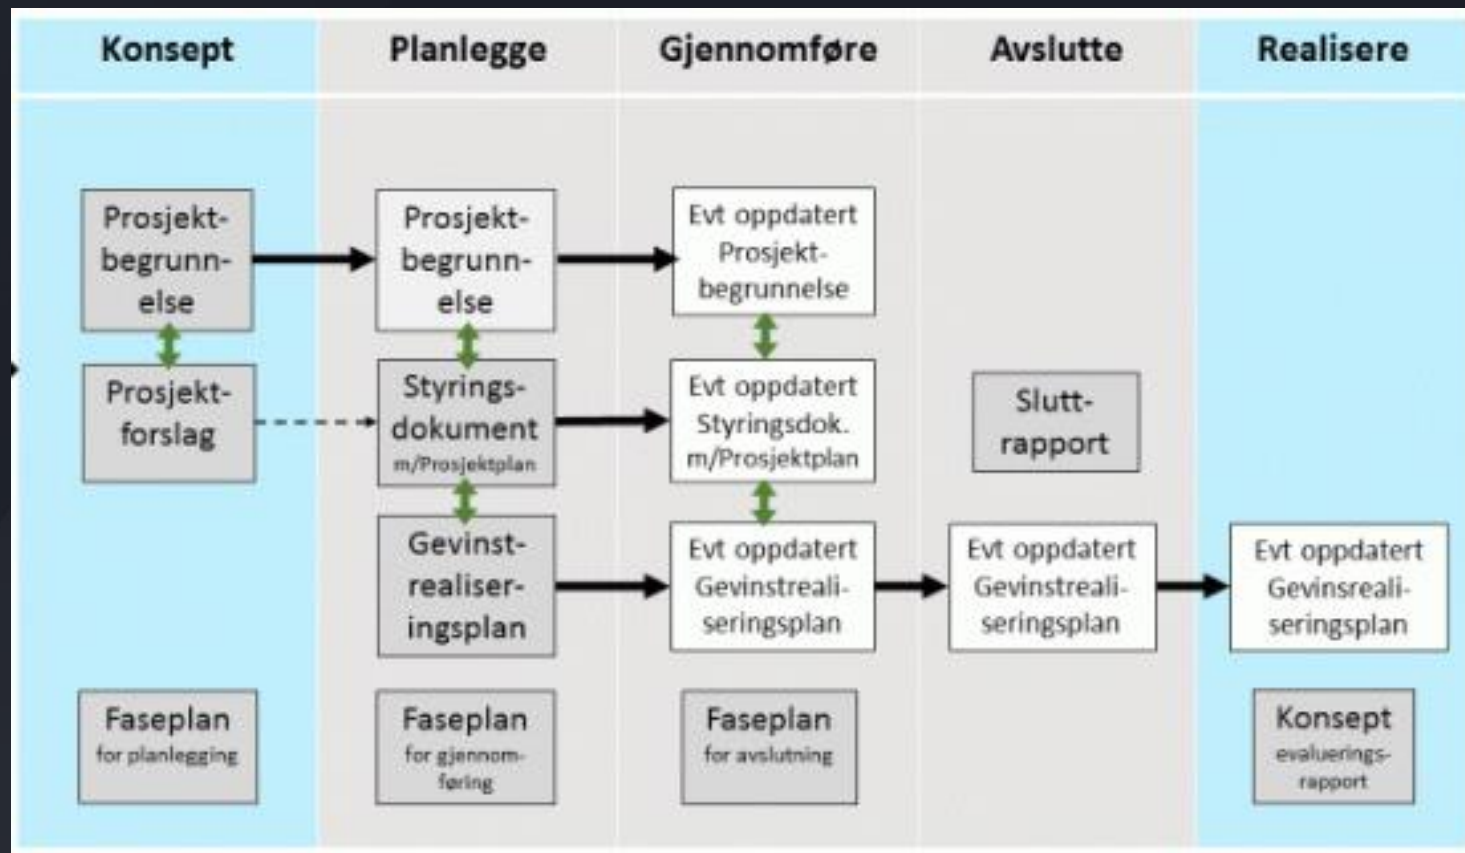 Konsept
Planlegge
Gjennomføre
Avslutte
Realisere
Prosjekt-
begrunn-
else
Prosjekt-
begrunn-
else
Evt oppdatert
Prosjekt-
begrunnelse
Prosjekt-
forslag
Styrings-
dokument
m/Prosjektplan
Evt oppdatert
Styringsdok.
m/Prosjektplan
Slutt-
rapport
Gevinst-
realiser-
ingsplan
Evt oppdatert
Gevinstreali-
seringsplan
Evt oppdatert
Gevinstreali-
seringsplan
Evt oppdatert
Gevinsreali-
seringsplan
Faseplan
for planlegging
Faseplan
for gjennom-
føring
Faseplan
for avslutning
Konsept
evaluerings-
rapport